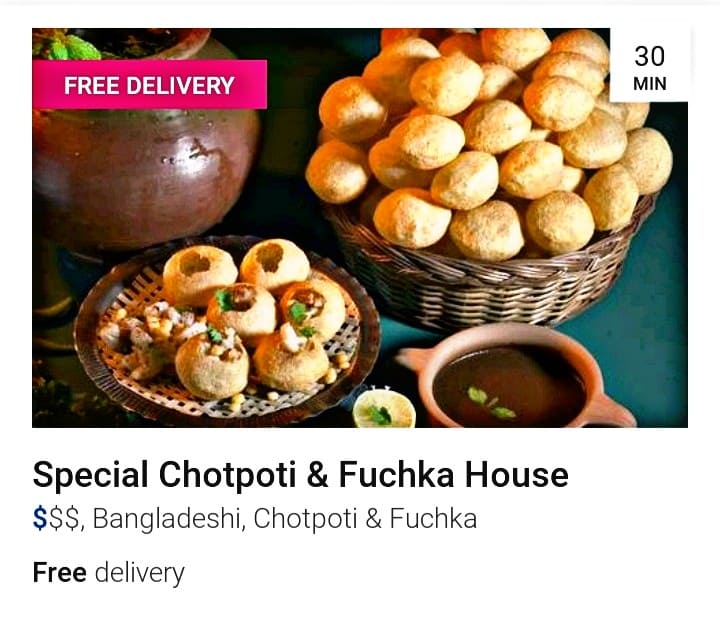 FREE DELIVERY
30
MIN
Special Chotpoti & Fuchka House
$$$, Bangladeshi, Chotpoti & Fuchka
Free delivery